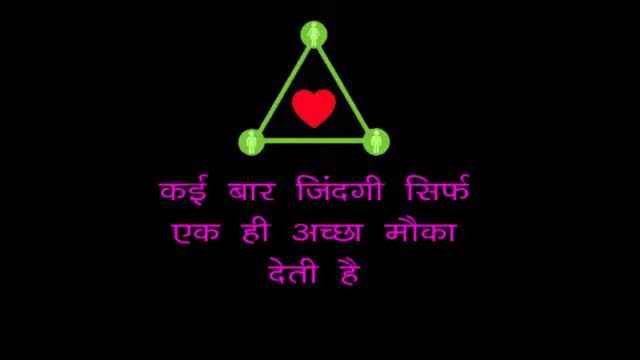 कई बार जिंदगी सिर्फ
एक ही अच्छा मौका
देती है